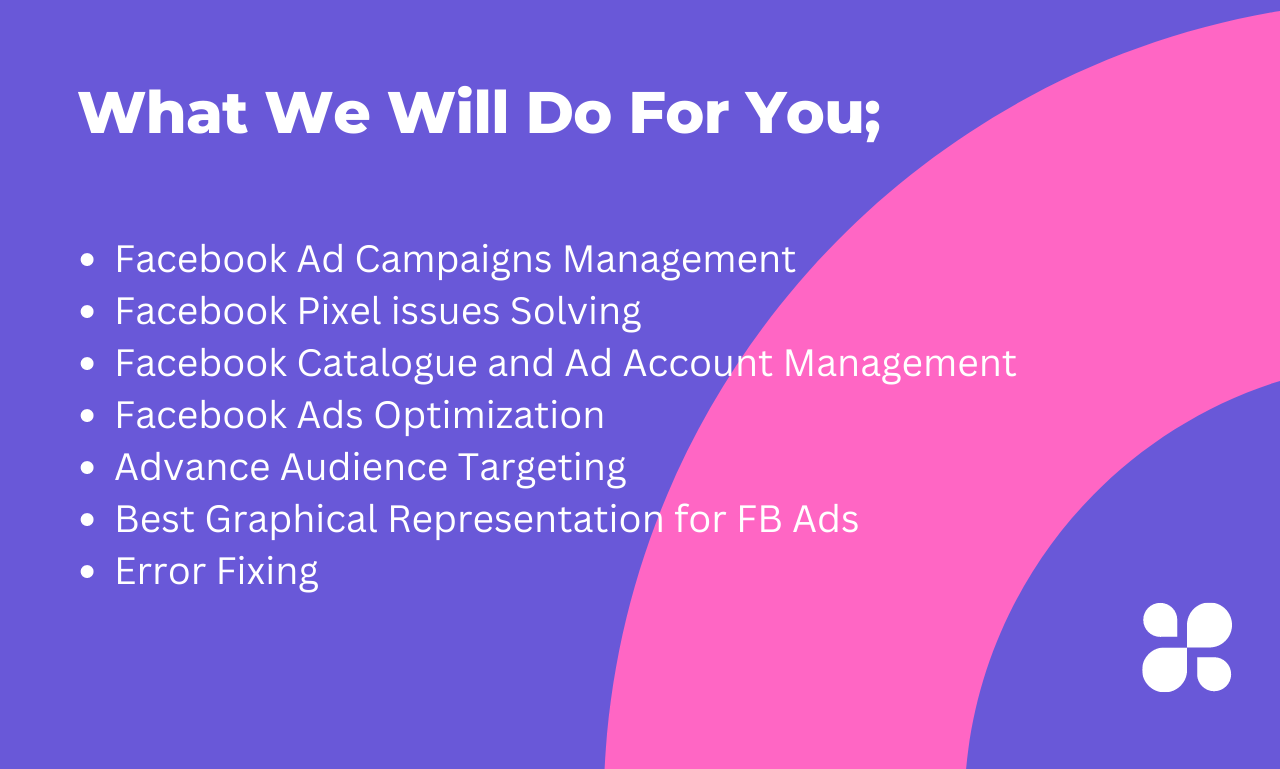 What We Will Do For You;
• Facebook Ad Campaigns Management
• Facebook Pixel issues Solving
• Facebook Catalogue and Ad Account Management
• Facebook Ads Optimization
• Advance Audience Targeting
• Best Graphical Representation for FB Ads
• Error Fixing